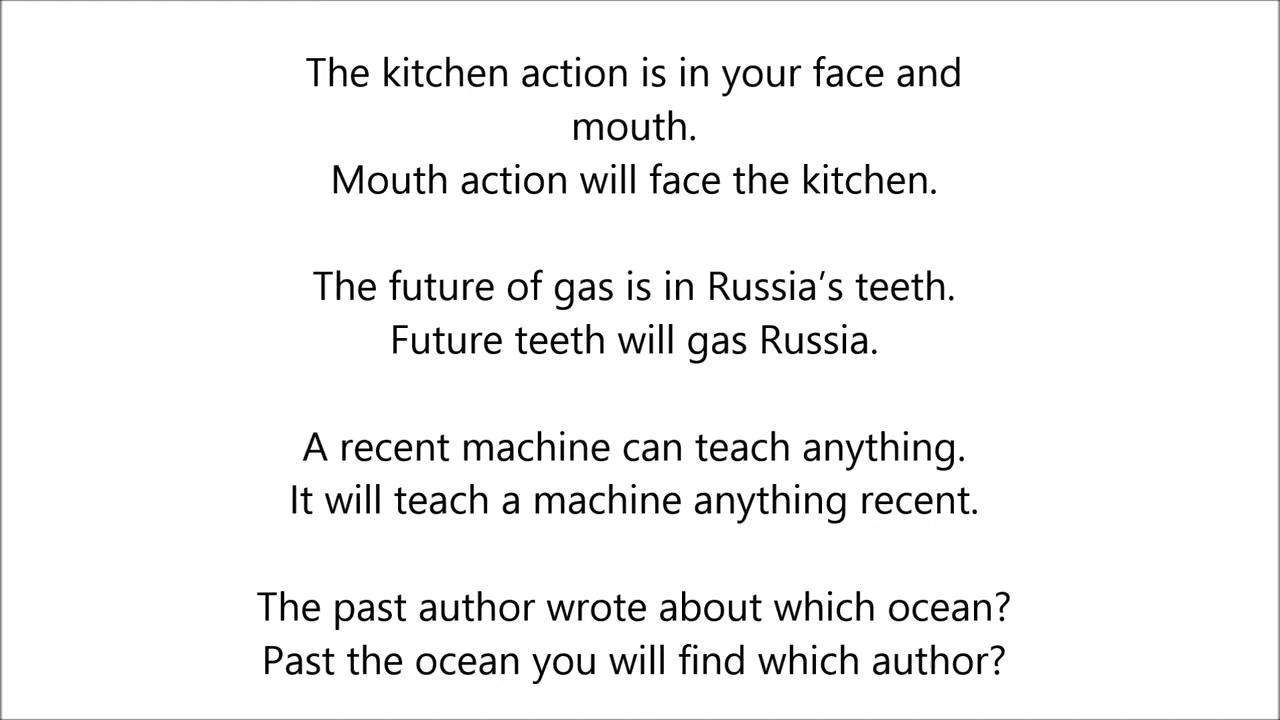 The kitchen action is in your face and
mouth.
Mouth action will face the kitchen.
The future of gas is in Russia’s teeth.
Future teeth will gas Russia.
A recent machine can teach anything.
It will teach a machine anything recent.
The past author wrote about which ocean?
Past the ocean you will find which author?